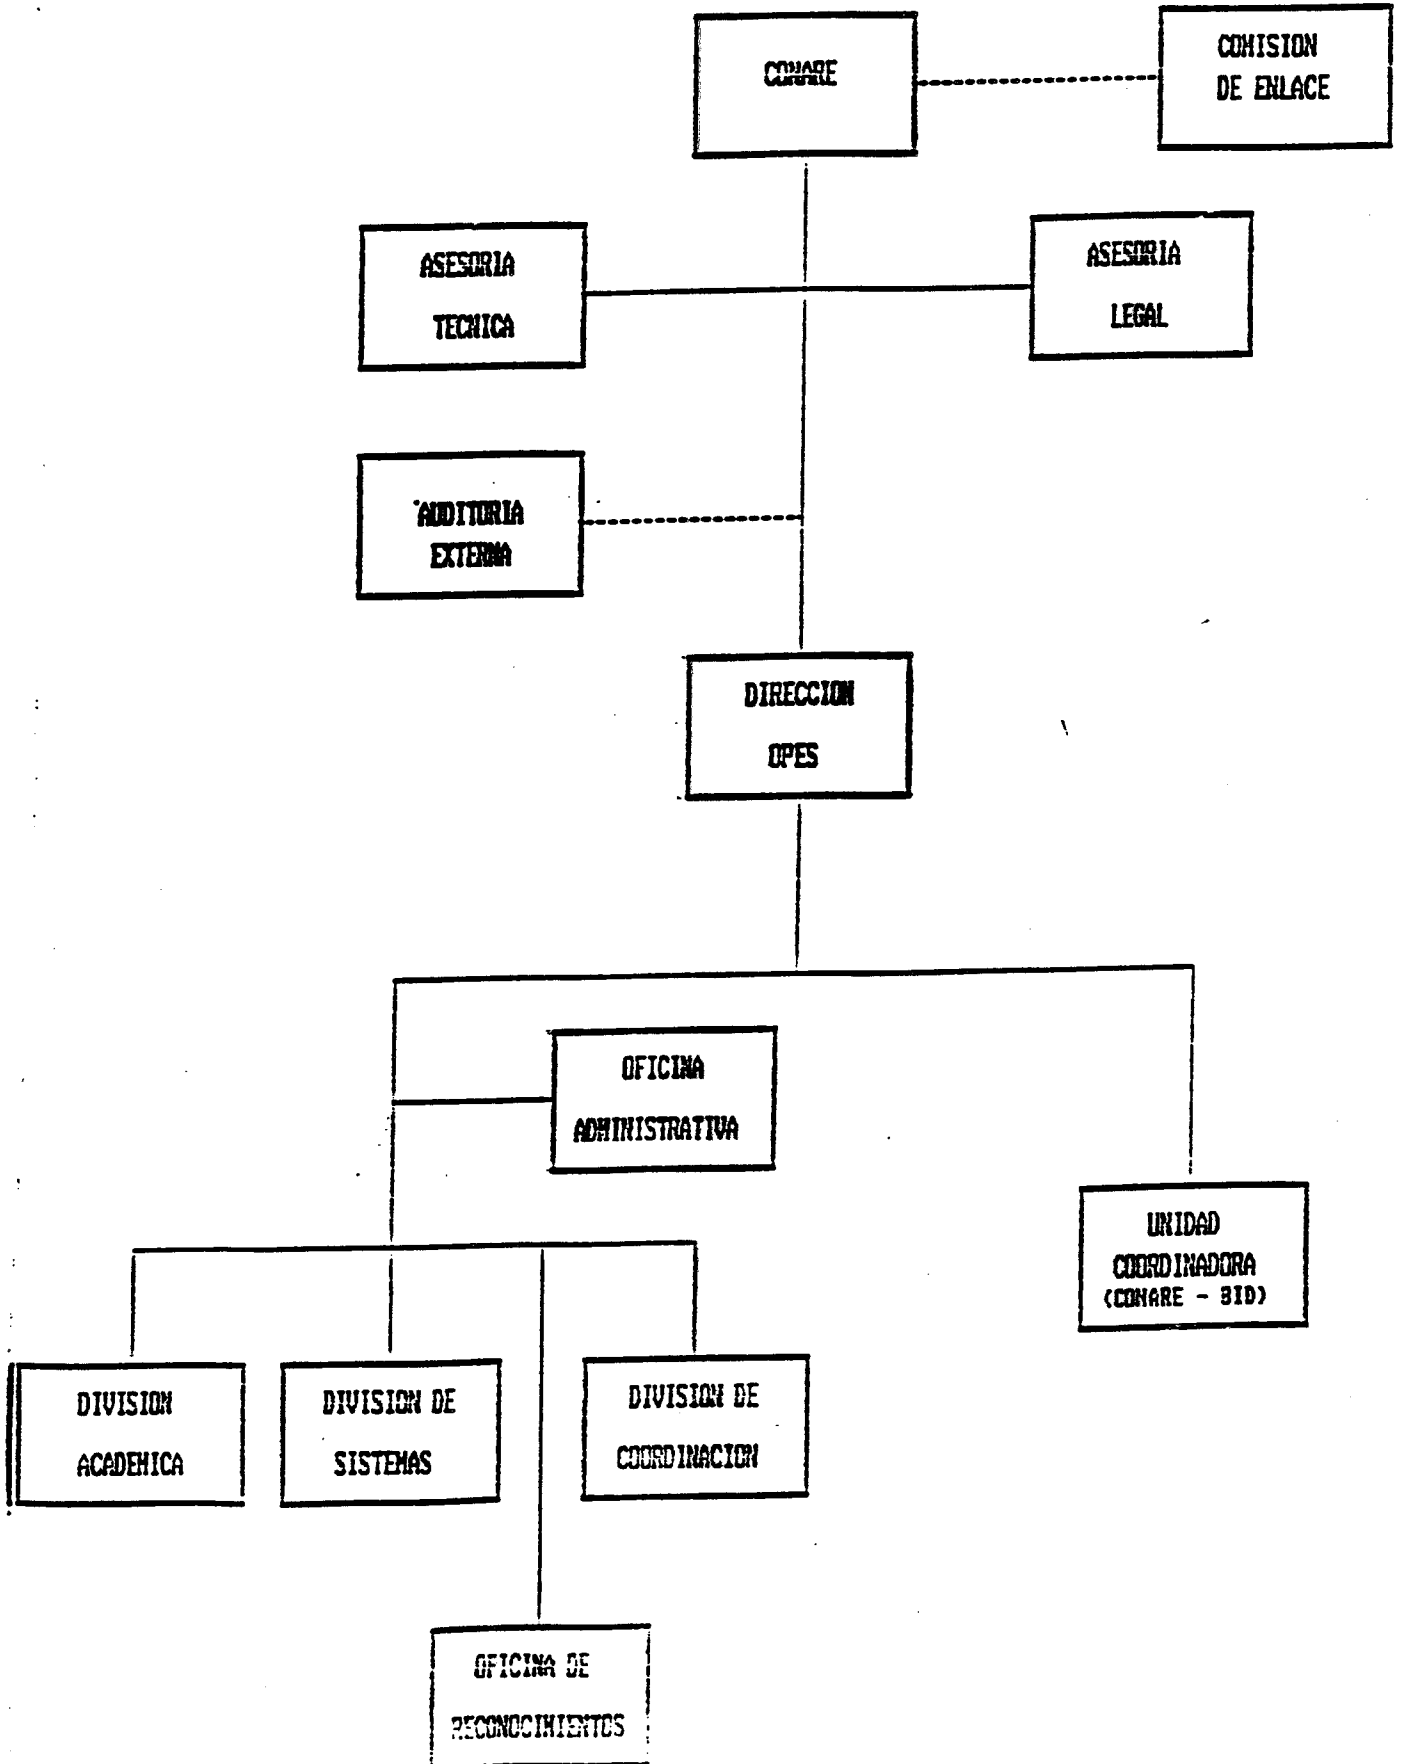 CONARE
COMISION
DE ENLACE
ASESORIA
TECNICA
ASESORIA
LEGAL
AUDITORIA
EXTERNA
DIRECCION
OPES
OFICINA
ADMINISTRATIVA
UNIDAD
COORDINADORA
(CONARE - BID)
DIVISION
ACADEMICA
DIVISION DE
SISTEMAS
DIVISION DE
COORDINACION
OFICINA DE
RECONOCIMIENTOS